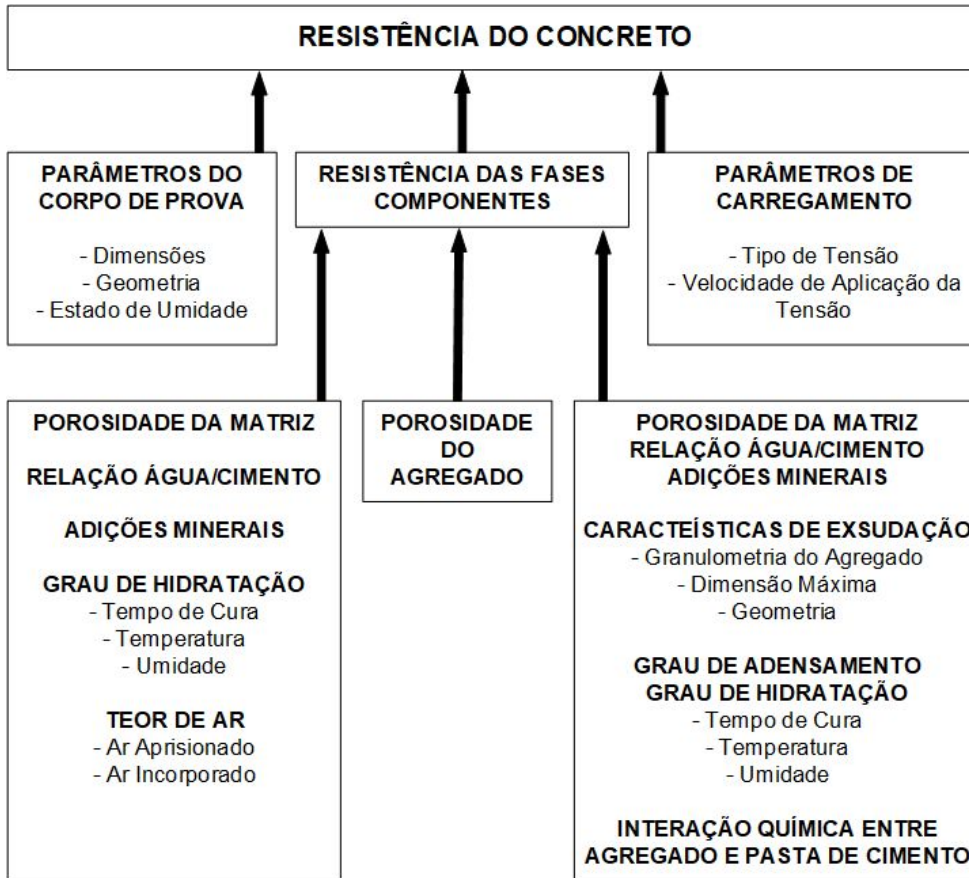 RESISTÊNCIA DO CONCRETO
PARÂMETROS DO
CORPO DE PROVA
- Dimensões
- Geometria
- Estado de Umidade
RESISTÊNCIA DAS FASES
COMPONENTES
PARÂMETROS DE
CARREGAMENTO
- Tipo de Tensão
- Velocidade de Aplicação da
Tensão
POROSIDADE DA MATRIZ
RELAÇÃO ÁGUA/CIMENTO
ADIÇÕES MINERAIS
GRAU DE HIDRATAÇÃO
- Tempo de Cura
- Temperatura
- Umidade
TEOR DE AR
- Ar Aprisionado
- Ar Incorporado
POROSIDADE
DO
AGREGADO
POROSIDADE DA MATRIZ
RELAÇÃO ÁGUA/CIMENTO
ADIÇÕES MINERAIS
CARACTEÍSTICAS DE EXSUDAÇÃO
- Granulometria do Agregado
- Dimensão Máxima
- Geometria
GRAU DE ADENSAMENTO
GRAU DE HIDRATAÇÃO
- Tempo de Cura
- Temperatura
- Umidade
INTERAÇÃO QUÍMICA ENTRE
AGREGADO E PASTA DE CIMENTO